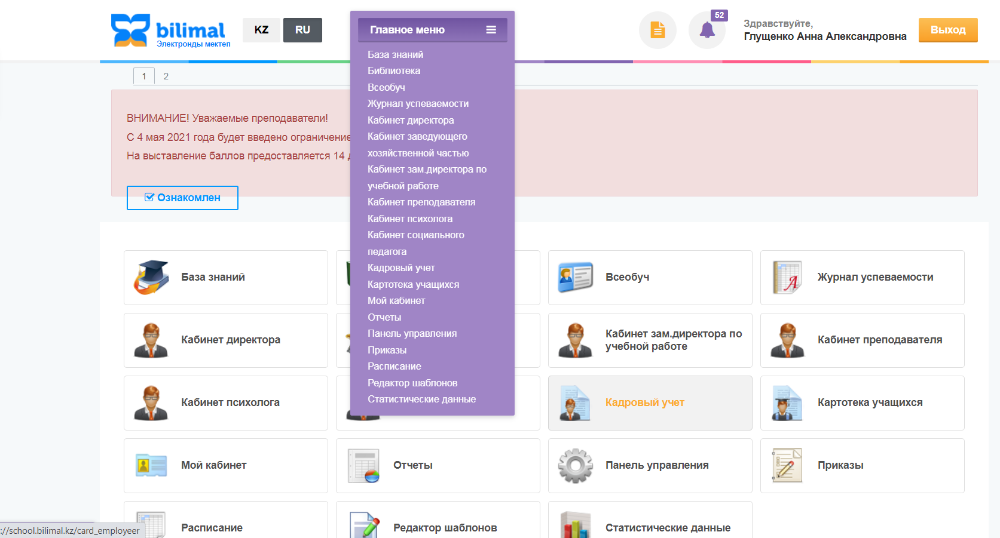 bilimal
Электронды мектеп
KZ
RU
Главное меню
52
Здравствуйте,
Глущенко Анна Александровна
Выход
База знаний
Библиотека
Всеобуч
Журнал успеваемости
Кабинет директора
Кабинет заведующего
хозяйственной частью
Кабинет зам.директора по
учебной работе
Кабинет преподавателя
Кабинет психолога
Кабинет социального
педагога
Кадровый учет
Картотека учащихся
Мой кабинет
Отчеты
Панель управления
Приказы
Расписание
Редактор шаблонов
Статистические данные
1
2
ВНИМАНИЕ! Уважаемые преподаватели!
С 4 мая 2021 года будет введено ограничение
На выставление баллов предоставляется 14
Ознакомлен
База знаний
Всеобуч
Журнал успеваемости
Кабинет директора
Кабинет зам.директора по
учебной работе
Кабинет преподавателя
Кабинет психолога
Кадровый учет
Картотека учащихся
Мой кабинет
Отчеты
Панель управления
Приказы
Расписание
Редактор шаблонов
Статистические данные
://school.bilimal.kz/card_employeer